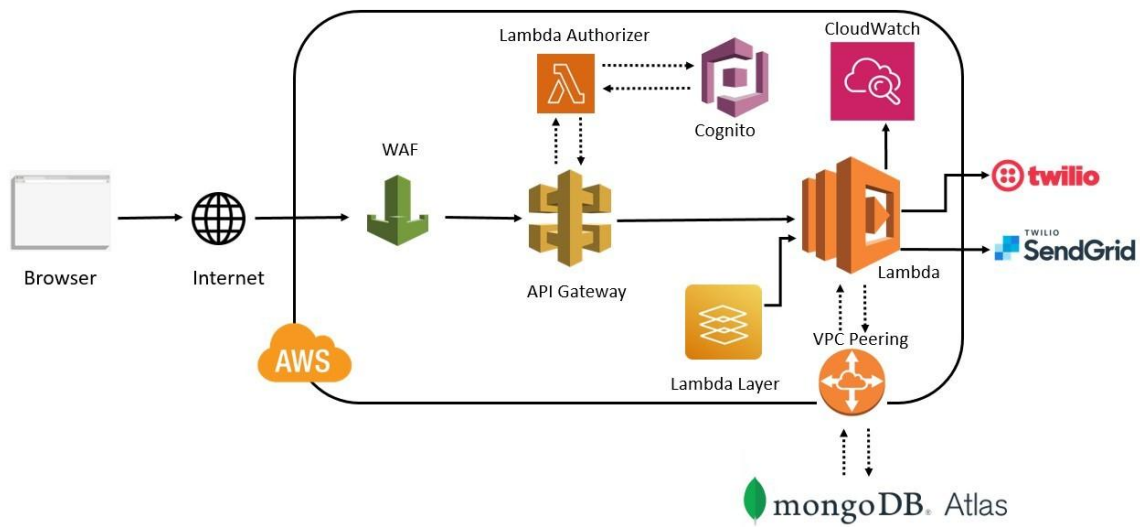 Lambda Authorizer
CloudWatch
Cognito
WAF
twilio
TWILIO
SendGrid
Browser
Internet
API Gateway
Lambda
VPC Peering
AWS
Lambda Layer
mongoDB. Atlas